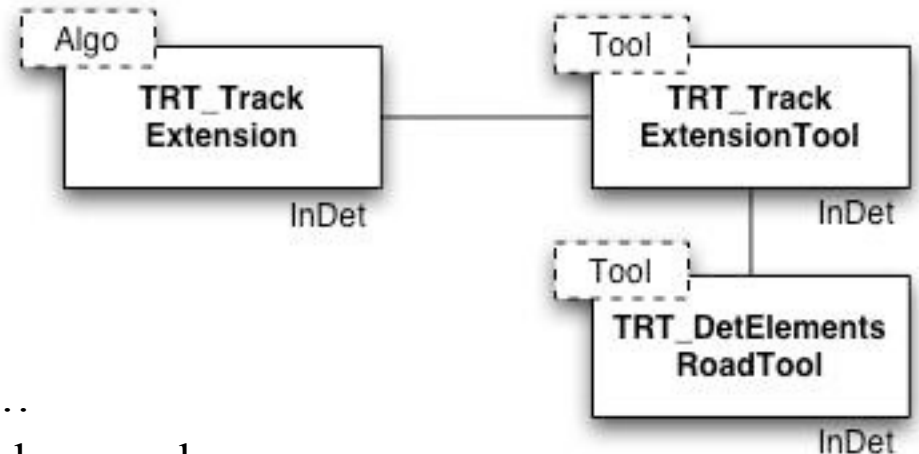 Algo
TRT_Track
Extension
InDet
Tool
TRT_Track
ExtensionTool
InDet
Tool
TRT_DetElements
RoadTool
InDet
..